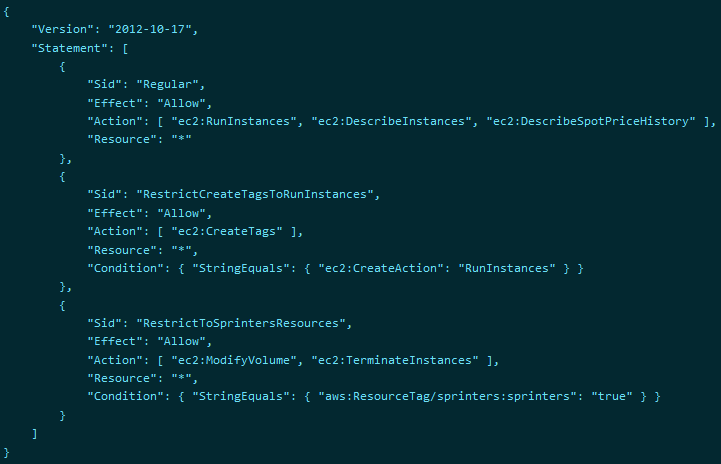 {
    "Version": "2012-10-17",
    "Statement": [
        {
            "Sid": "Regular",
            "Effect": "Allow",
            "Action": [ "ec2:RunInstances", "ec2:DescribeInstances", "ec2:DescribeSpotPriceHistory" ],
            "Resource": "*"
        },
        {
            "Sid": "RestrictCreateTagsToRunInstances",
            "Effect": "Allow",
            "Action": [ "ec2:CreateTags" ],
            "Resource": "*",
            "Condition": { "StringEquals": { "ec2:CreateAction": "RunInstances" } }
        },
        {
            "Sid": "RestrictToSprintersResources",
            "Effect": "Allow",
            "Action": [ "ec2:ModifyVolume", "ec2:TerminateInstances" ],
            "Resource": "*",
            "Condition": { "StringEquals": { "aws:ResourceTag/sprinters:sprinters": "true" } }
        }
    ]
}